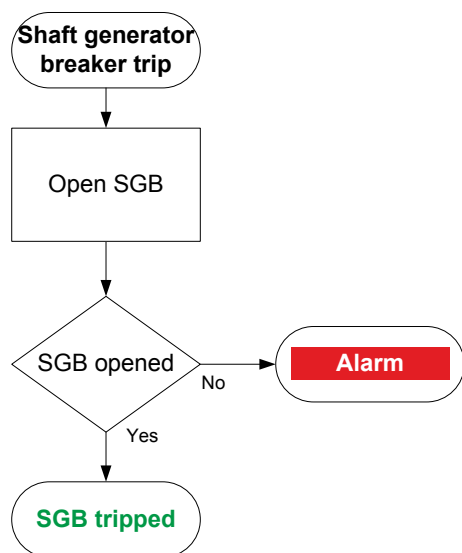 Shaft generator
breaker trip
Open SGB
SGB opened
No
Alarm
Yes
SGB tripped